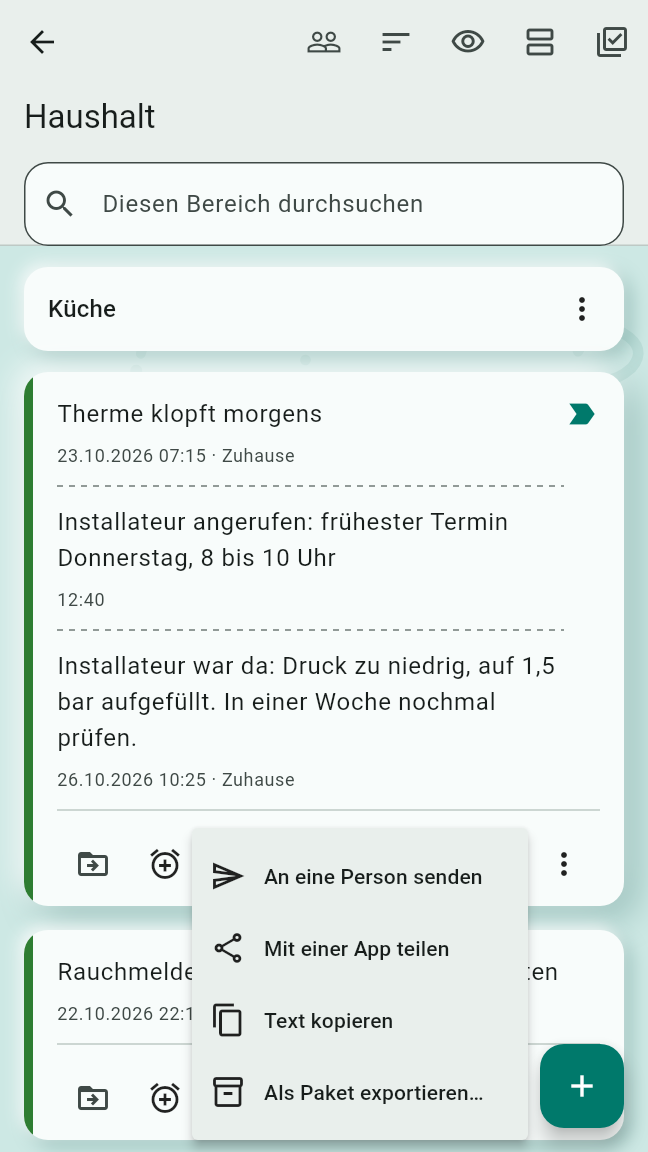 Haushalt
Diesen Bereich durchsuchen
Küche
Therme klopft morgens
23.10.2026 07:15 · Zuhause
Installateur angerufen: frühester Termin
Donnerstag, 8 bis 10 Uhr
12:40
Installateur war da: Druck zu niedrig, auf 1,5
bar aufgefüllt. In einer Woche nochmal
prüfen.
26.10.2026 10:25 · Zuhause
An eine Person senden
Mit einer App teilen
Text kopieren
Als Paket exportieren…
22.10.2026